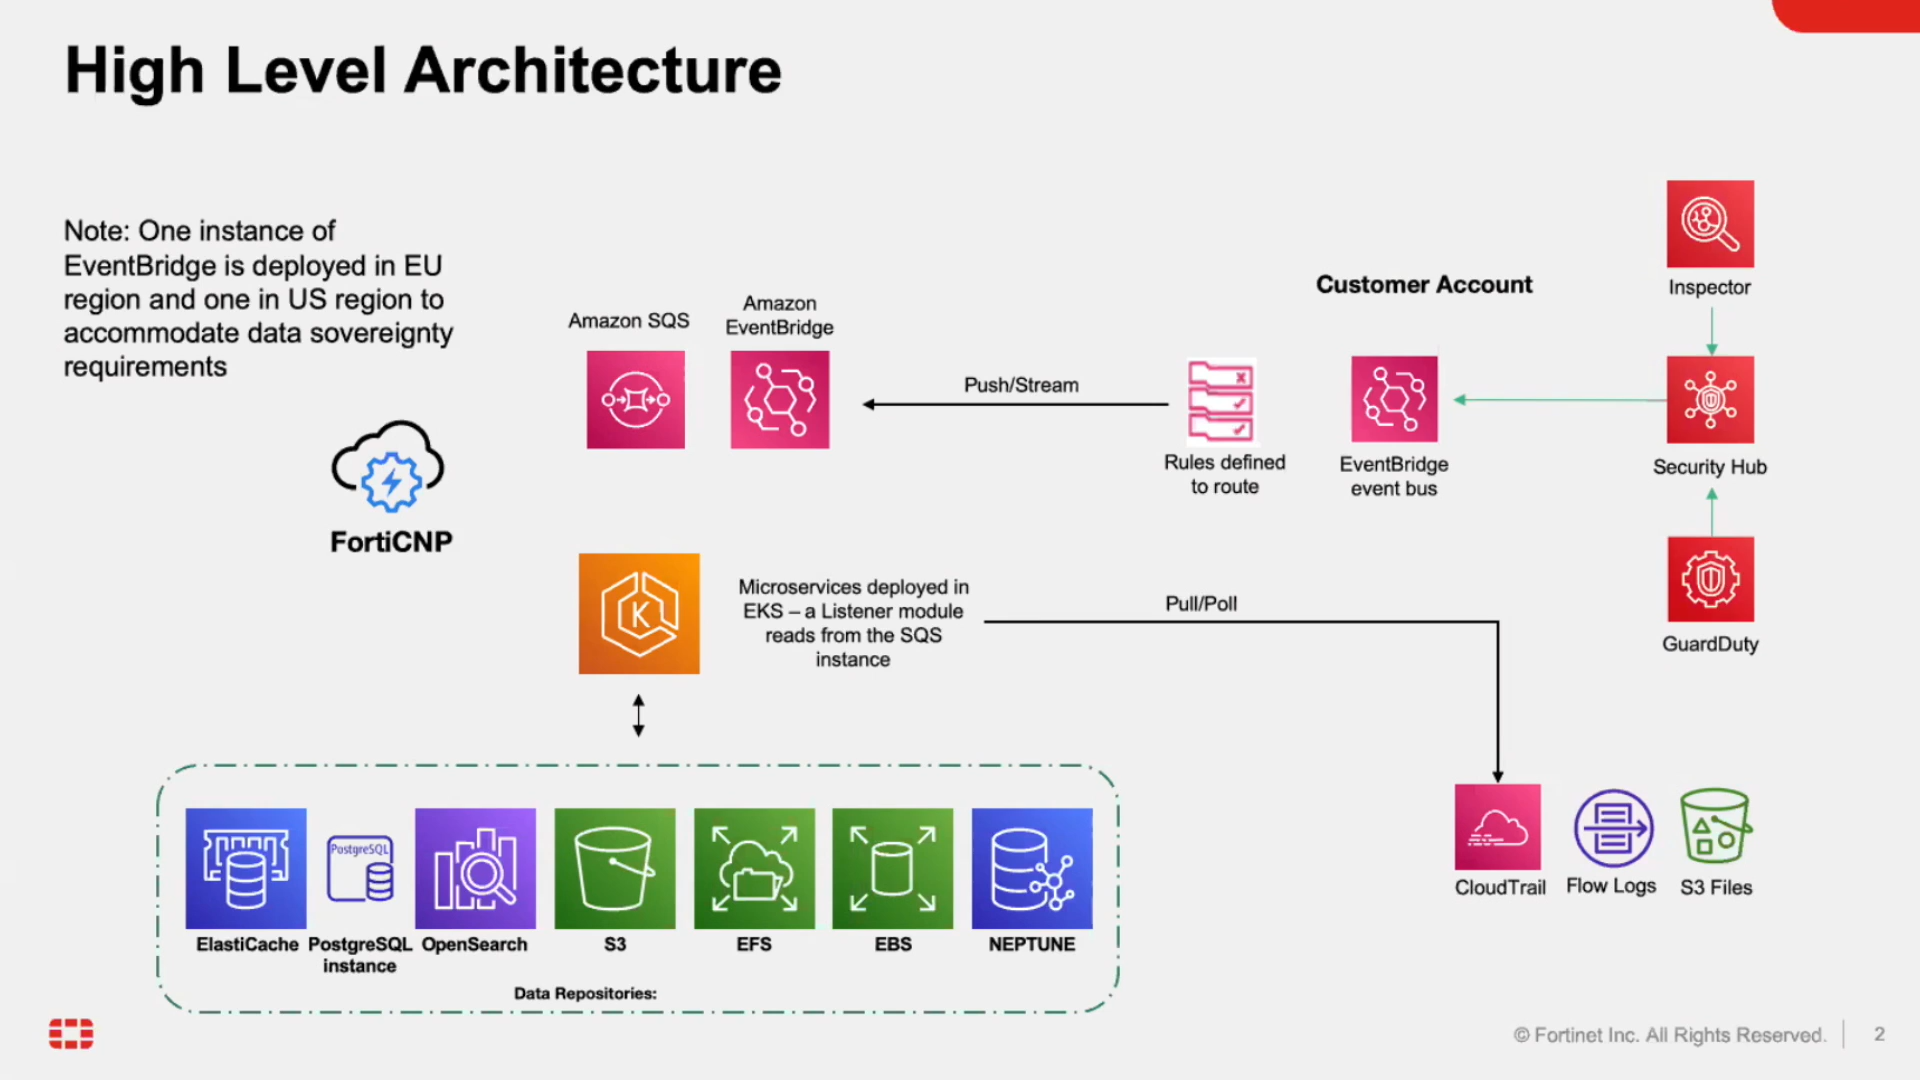 High Level Architecture
Note: One instance of
EventBridge is deployed in EU
region and one in US region to
accommodate data sovereignty
requirements
FortiCNP
Amazon SQS
Amazon
EventBridge
Push/Stream
Rules defined
to route
Customer Account
EventBridge
event bus
Inspector
Security Hub
GuardDuty
K
Microservices deployed in
EKS – a Listener module
reads from the SQS
instance
Pull/Poll
CloudTrail
Flow Logs
S3 Files
ElastiCache
PostgreSQL
PostgreSQL
instance
OpenSearch
S3
EFS
EBS
NEPTUNE
Data Repositories:
© Fortinet Inc. All Rights Reserved.
2